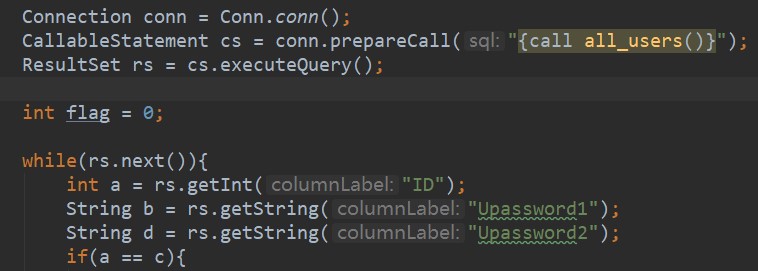 Connection conn = Conn.conn();
CallableStatement cs = conn.prepareCall( sql: "{call all_users()}");
ResultSet rs = cs.executeQuery();
int flag = 0;
while(rs.next()){
int a = rs.getInt( columnLabel: "ID");
String b = rs.getString( columnLabel: "Upassword1");
String d = rs.getString( columnLabel: "Upassword2");
if(a == c){